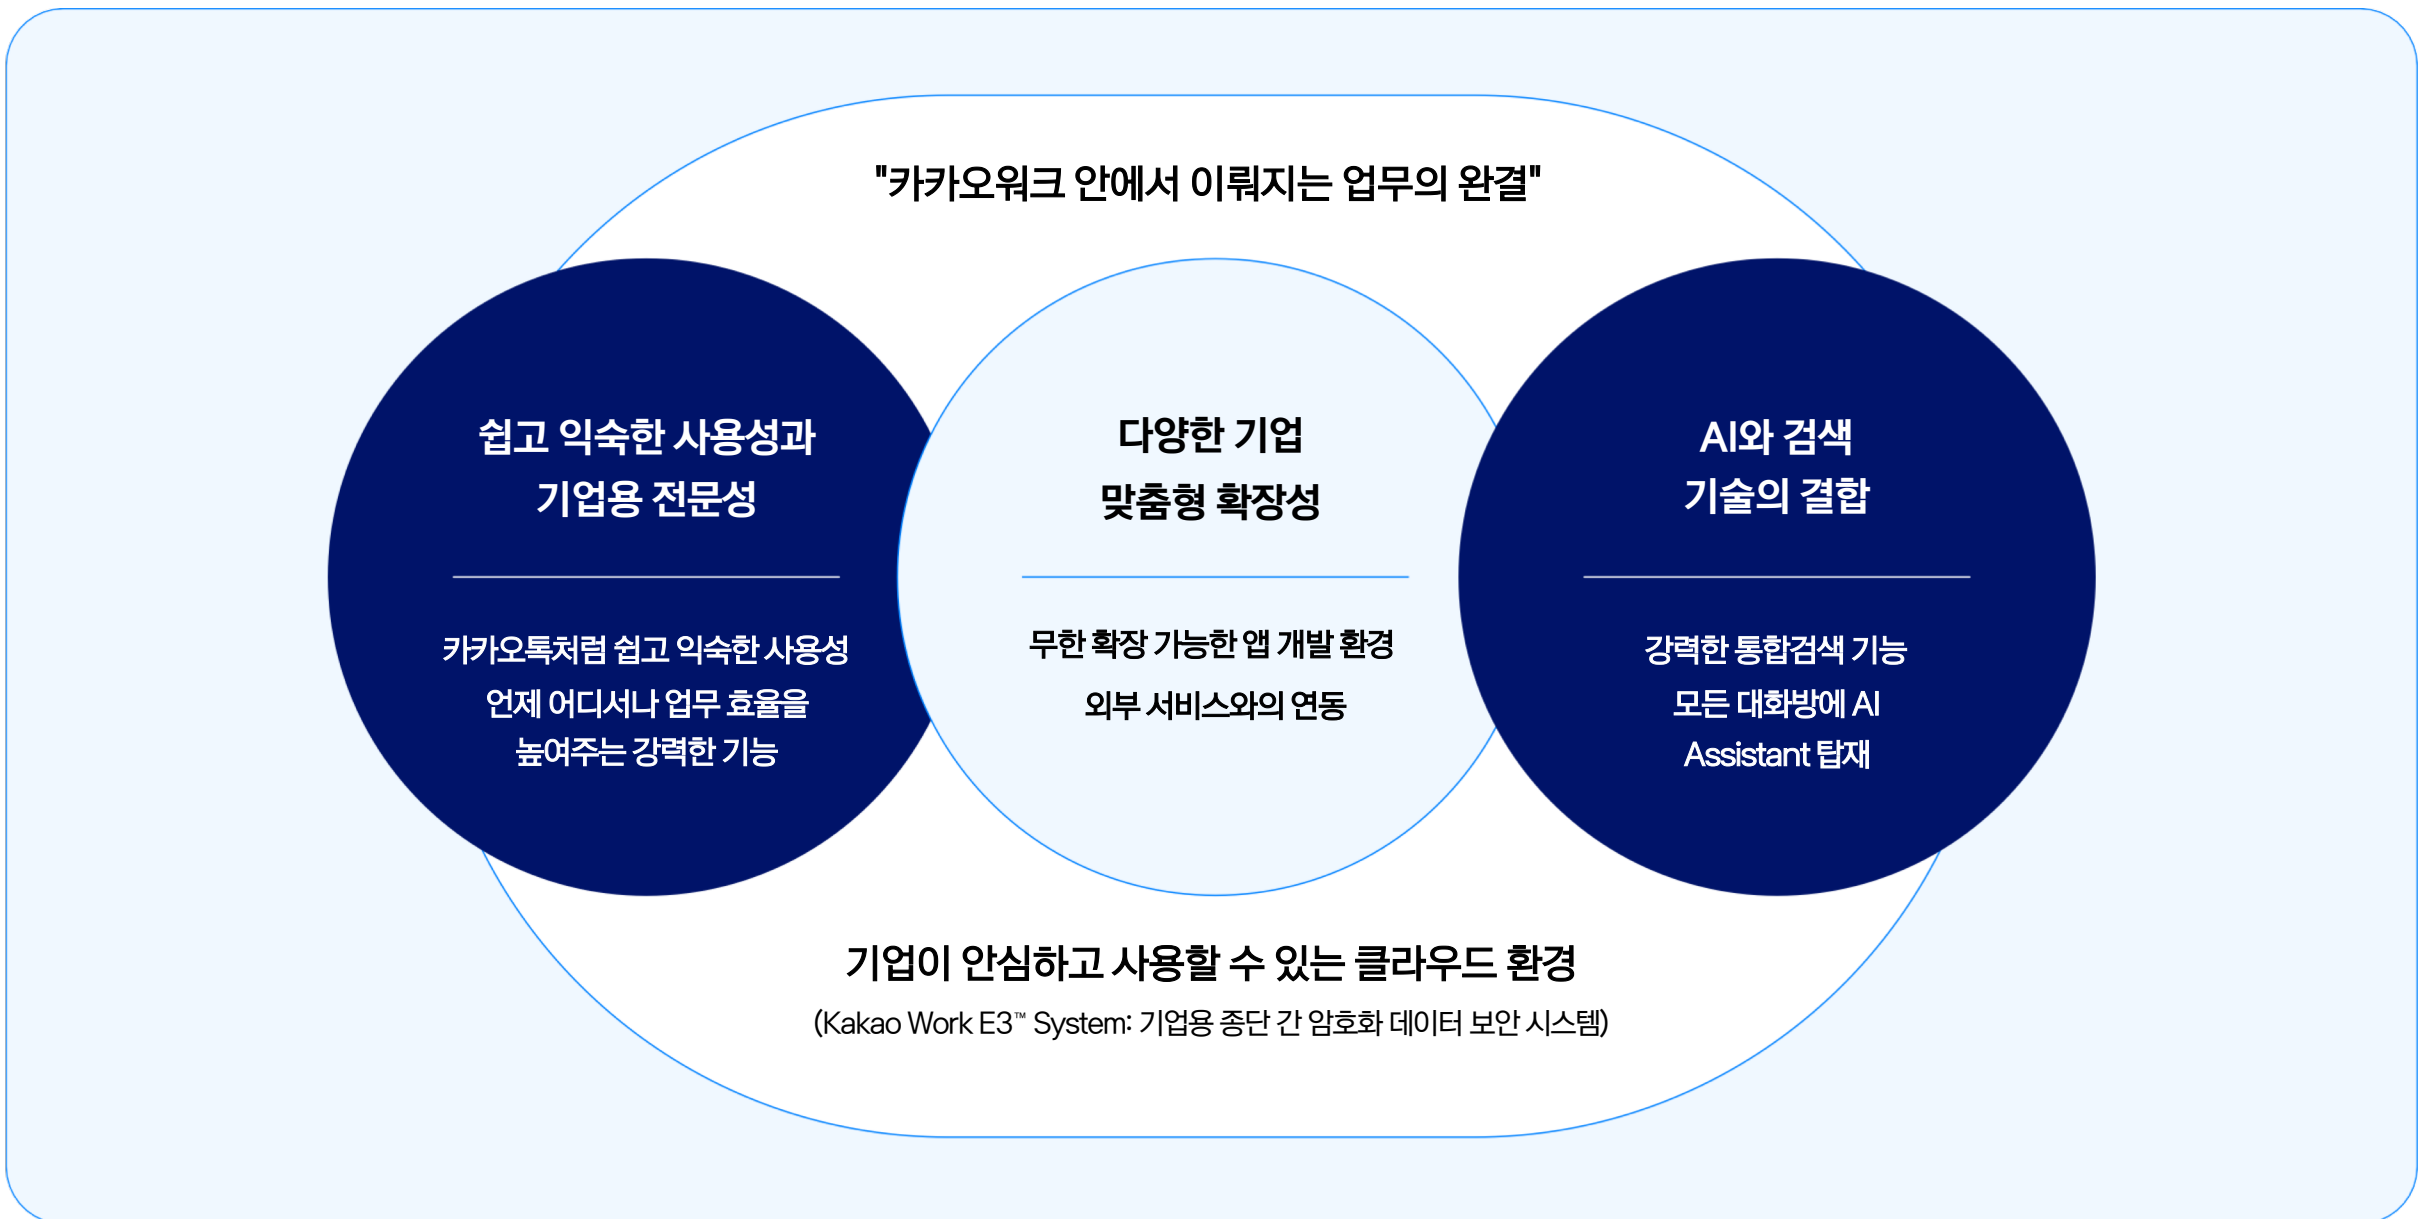 "카카오워크 안에서 이뤄지는 업무의 완결"
쉽고 익숙한 사용성과
기업용 전문성
카카오톡처럼 쉽고 익숙한 사용성
언제 어디서나 업무 효율을
높여주는 강력한 기능
다양한 기업
맞춤형 확장성
무한 확장 가능한 앱 개발 환경
외부 서비스와의 연동
AI와 검색
기술의 결합
강력한 통합검색 기능
모든 대화방에 AI
Assistant 탑재
기업이 안심하고 사용할 수 있는 클라우드 환경
(Kakao Work E3™ System: 기업용 종단 간 암호화 데이터 보안 시스템)